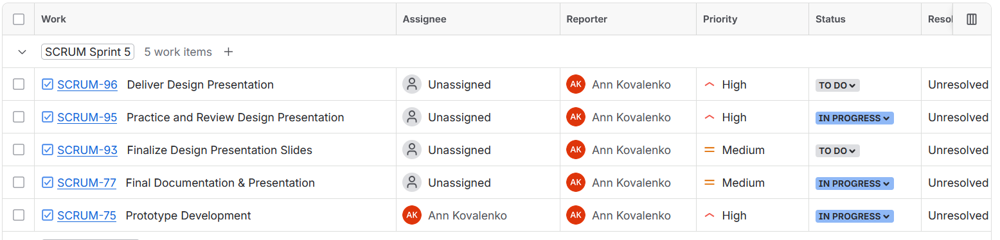 Work Assignee Reporter Priority Status Resol
SCRUM Sprint 5 5 work items
SCRUM-96 Deliver Design Presentation Unassigned AK Ann Kovalenko High TO DO Unresolved
SCRUM-95 Practice and Review Design Presentation Unassigned AK Ann Kovalenko High IN PROGRESS Unresolved
SCRUM-93 Finalize Design Presentation Slides Unassigned AK Ann Kovalenko Medium TO DO Unresolved
SCRUM-77 Final Documentation & Presentation Unassigned AK Ann Kovalenko Medium IN PROGRESS Unresolved
SCRUM-75 Prototype Development AK Ann Kovalenko AK Ann Kovalenko High IN PROGRESS Unresolved